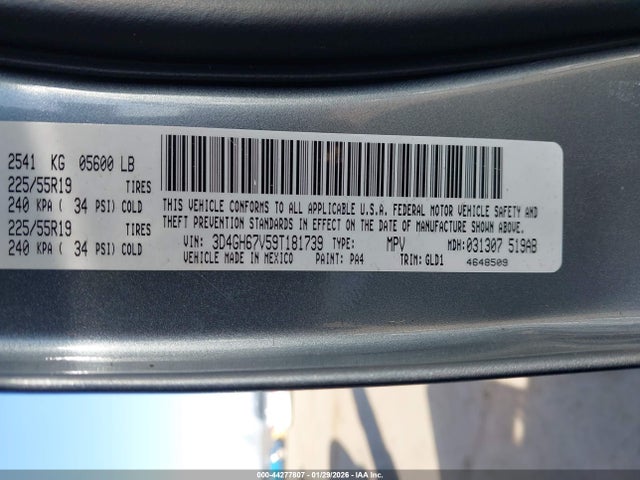 2541 KG 05600 LB
225/55R19 TIRES
240 KPA ( 34 PSI) COLD
225/55R19 TIRES
240 KPA ( 34 PSI) COLD
THIS VEHICLE CONFORMS TO ALL APPLICABLE U.S.A. FEDERAL MOTOR VEHICLE SAFETY AND
THEFT PREVENTION STANDARDS IN EFFECT ON THE DATE OF MANUFACTURE SHOWN ABOVE.
VIN: 3D4GH67V59T181739 TYPE: MPV MDH:031307 519AB
VEHICLE MADE IN MEXICO PAINT: PA4 TRIM: GLD1 4648509
000-44277807 - 01/29/2026 - IAA Inc.